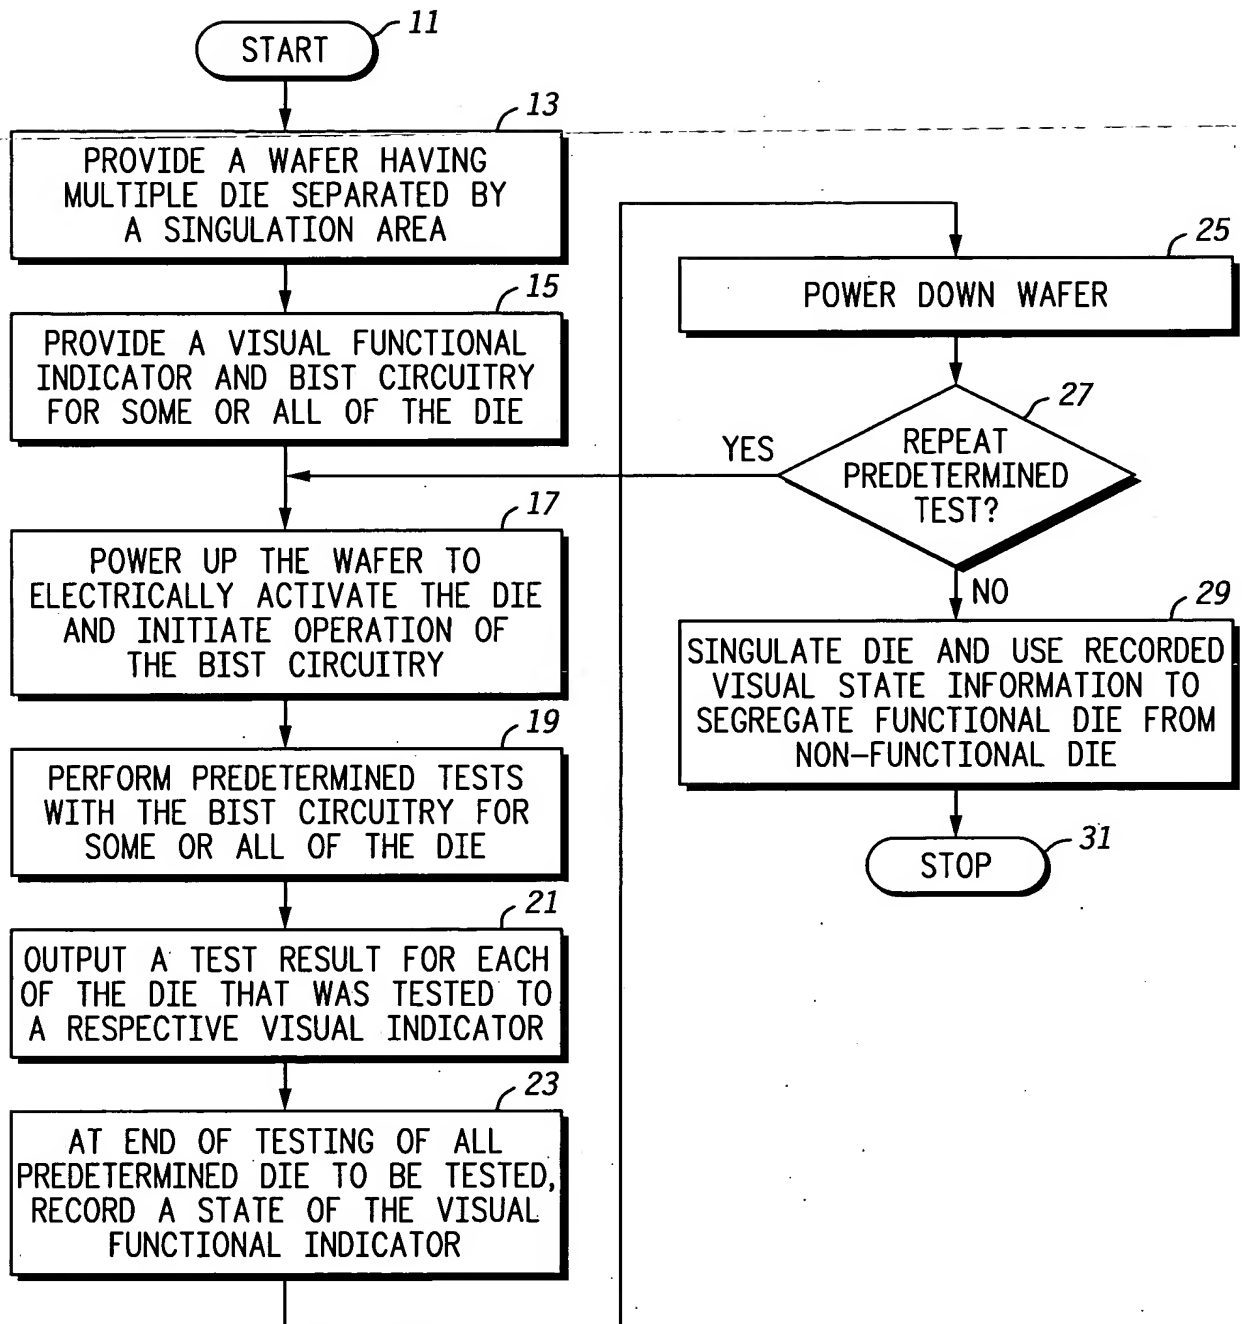 START
11
13
PROVIDE A WAFER HAVING
MULTIPLE DIE SEPARATED BY
A SINGULATION AREA
15
PROVIDE A VISUAL FUNCTIONAL
INDICATOR AND BIST CIRCUITRY
FOR SOME OR ALL OF THE DIE
17
POWER UP THE WAFER TO
ELECTRICALLY ACTIVATE THE DIE
AND INITIATE OPERATION OF
THE BIST CIRCUITRY
19
PERFORM PREDETERMINED TESTS
WITH THE BIST CIRCUITRY FOR
SOME OR ALL OF THE DIE
21
OUTPUT A TEST RESULT FOR EACH
OF THE DIE THAT WAS TESTED TO
A RESPECTIVE VISUAL INDICATOR
23
AT END OF TESTING OF ALL
PREDETERMINED DIE TO BE TESTED,
RECORD A STATE OF THE VISUAL
FUNCTIONAL INDICATOR
25
POWER DOWN WAFER
27
REPEAT
PREDETERMINED
TEST?
YES
NO
29
SINGULATE DIE AND USE RECORDED
VISUAL STATE INFORMATION TO
SEGREGATE FUNCTIONAL DIE FROM
NON-FUNCTIONAL DIE
31
STOP